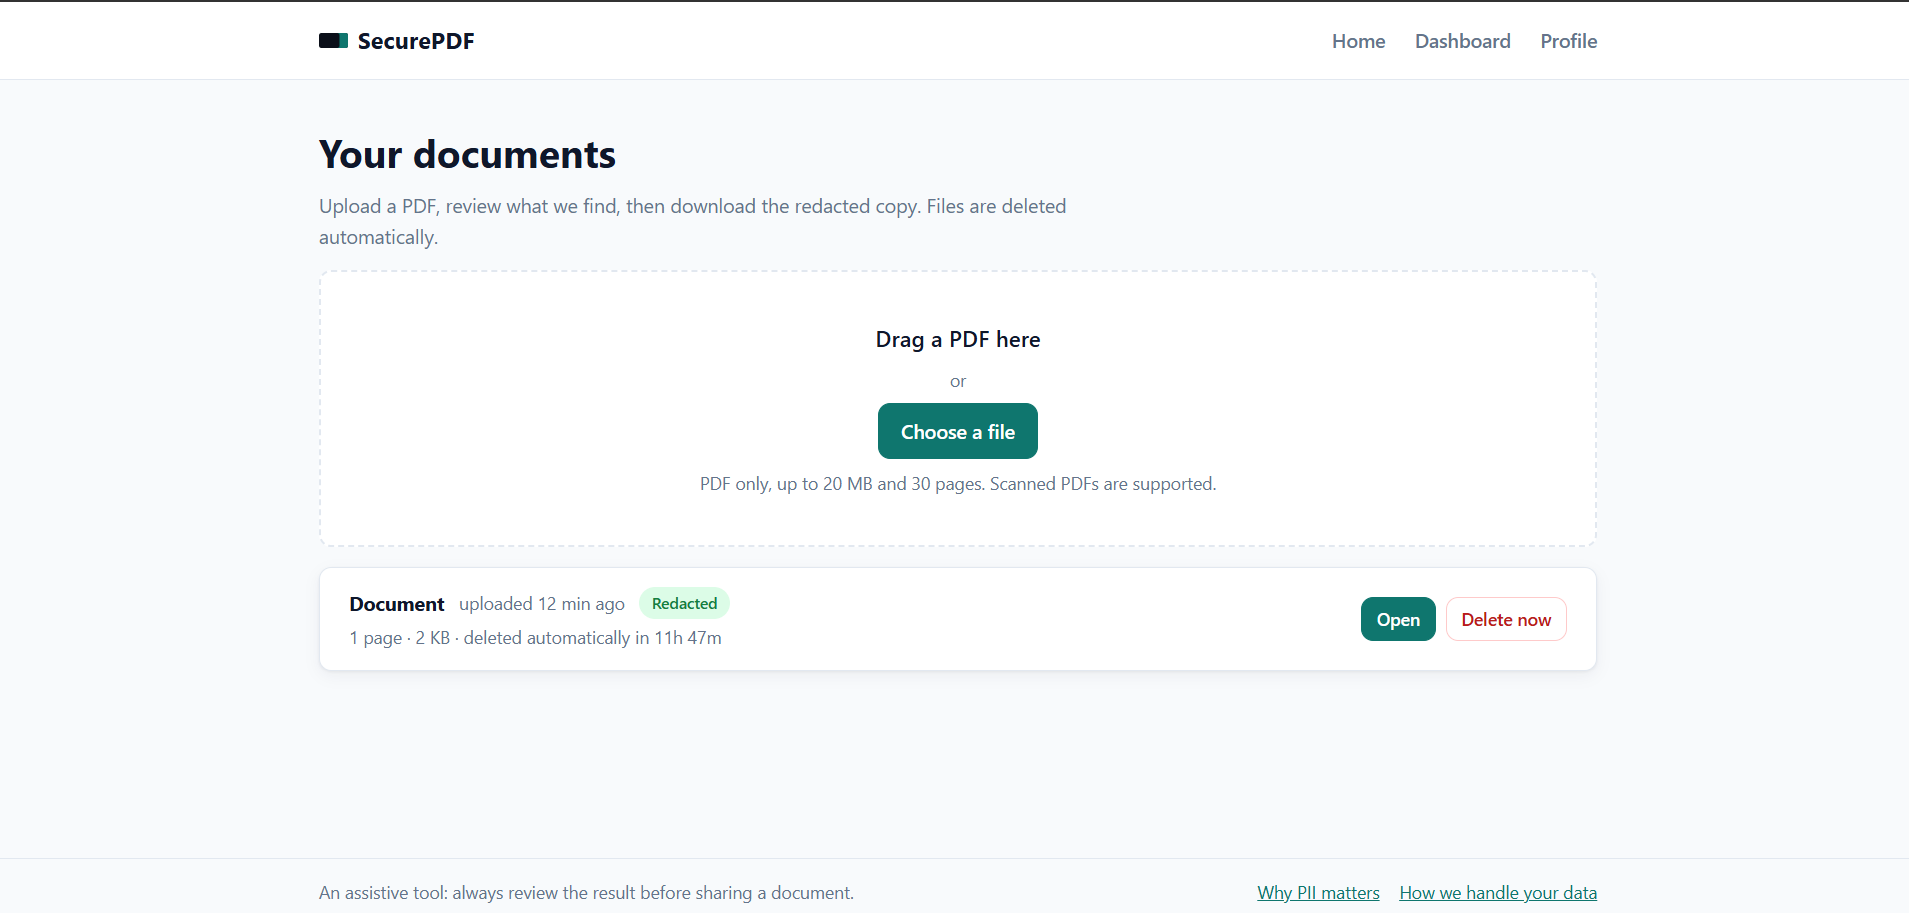 SecurePDF
Home Dashboard Profile
Your documents
Upload a PDF, review what we find, then download the redacted copy. Files are deleted
automatically.
Drag a PDF here
or
Choose a file
PDF only, up to 20 MB and 30 pages. Scanned PDFs are supported.
Document uploaded 12 min ago Redacted
1 page · 2 KB · deleted automatically in 11h 47m
Open Delete now
An assistive tool: always review the result before sharing a document.
Why PII matters How we handle your data